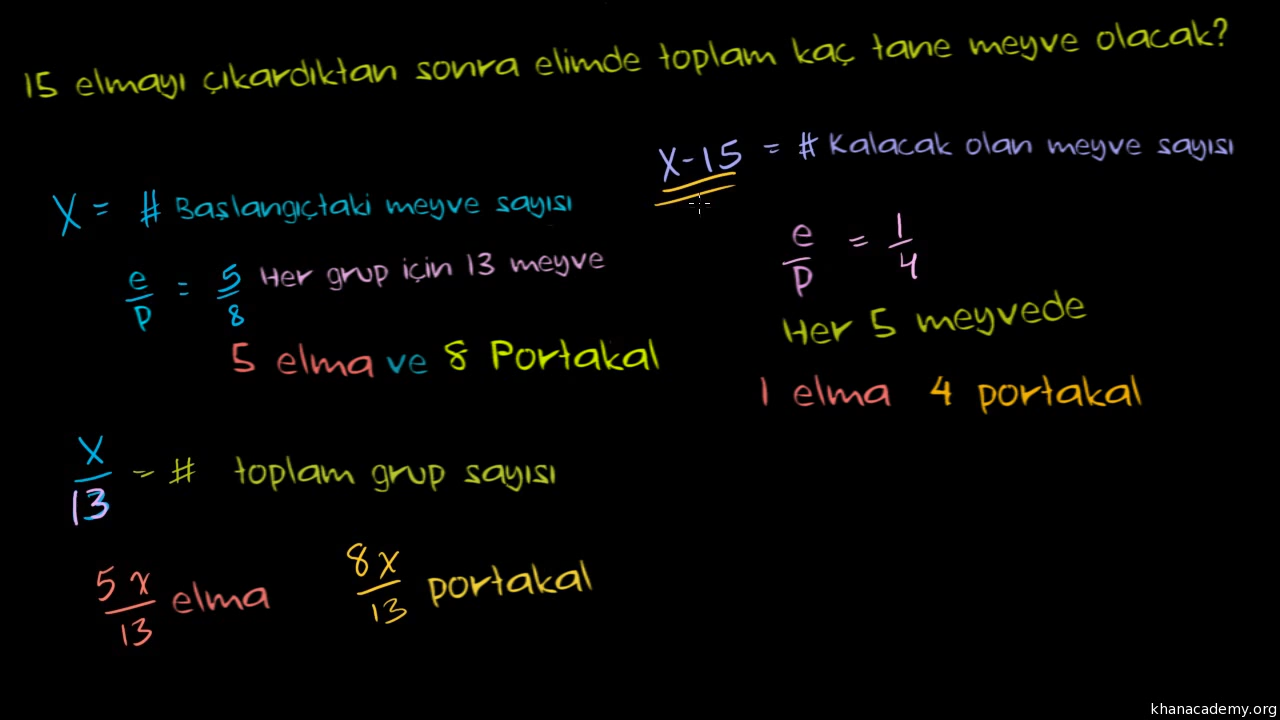 15 elmayı çıkardıktan sonra elimde toplam kaç tane meyve olacak?
x-15 = # Kalacak olan meyve sayısı
x = # Başlangıçtaki meyve sayısı
e/p = 5/8 Her grup için 13 meyve
5 elma ve 8 Portakal
e/p = 1/4
Her 5 meyvede
1 elma 4 portakal
x/13 = # toplam grup sayısı
5x/13 elma 8x/13 portakal
khanacademy.org